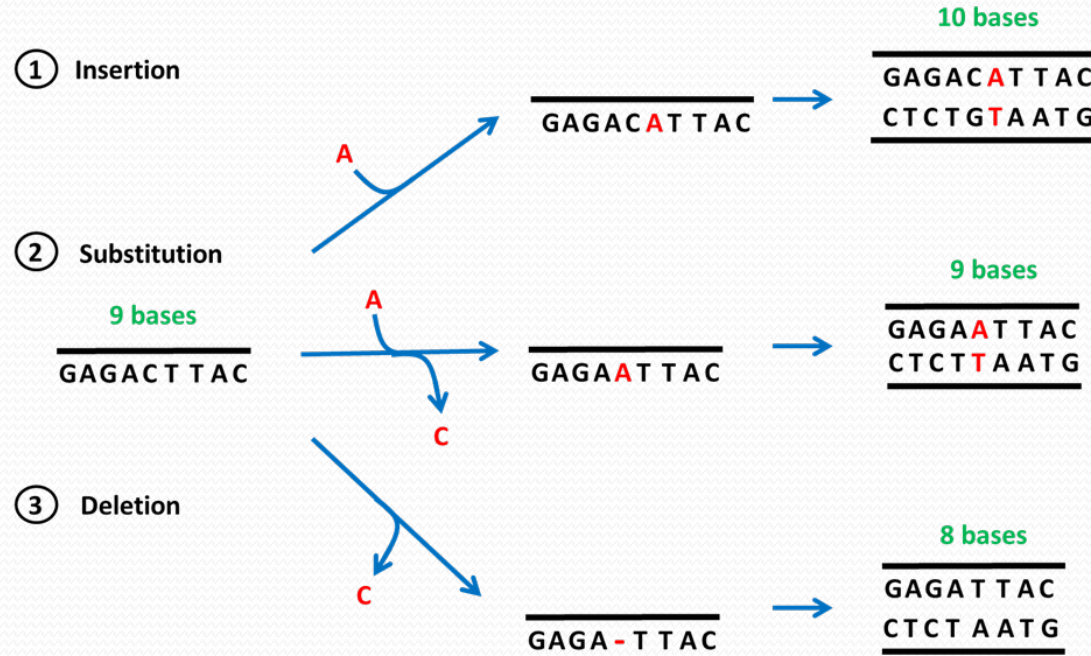 10 bases
1 Insertion
GAGACATTAC
CTCTGTAATG
GAGACATTAC
A
2 Substitution
9 bases
A
9 bases
GAGAATTAC
CTCTTAATG
GAGACTTAC
GAGAATTAC
C
3 Deletion
8 bases
C
GAGATTAC
CTCTAATG
GAGA-TTAC